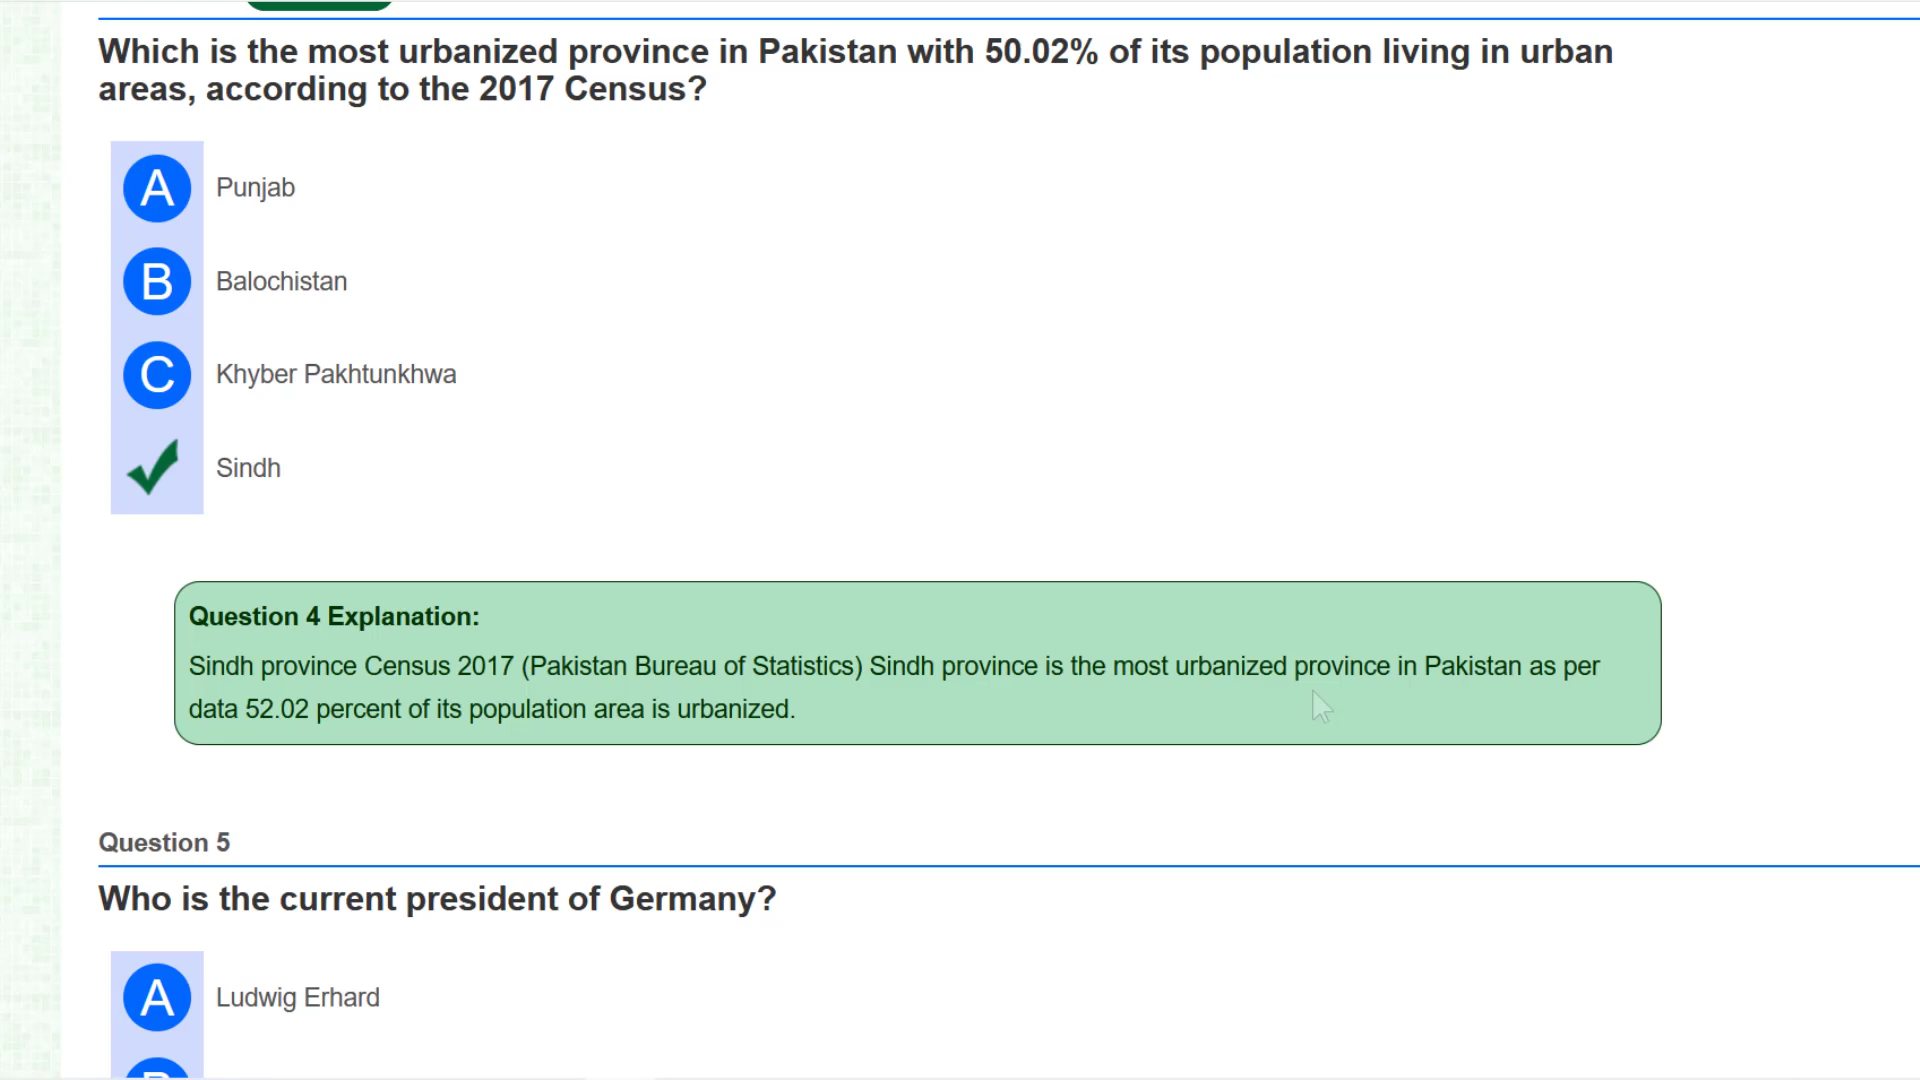 Which is the most urbanized province in Pakistan with 50.02% of its population living in urban
areas, according to the 2017 Census?
A Punjab
B Balochistan
C Khyber Pakhtunkhwa
Sindh
Question 4 Explanation:
Sindh province Census 2017 (Pakistan Bureau of Statistics) Sindh province is the most urbanized province in Pakistan as per
data 52.02 percent of its population area is urbanized.
Question 5
Who is the current president of Germany?
A Ludwig Erhard